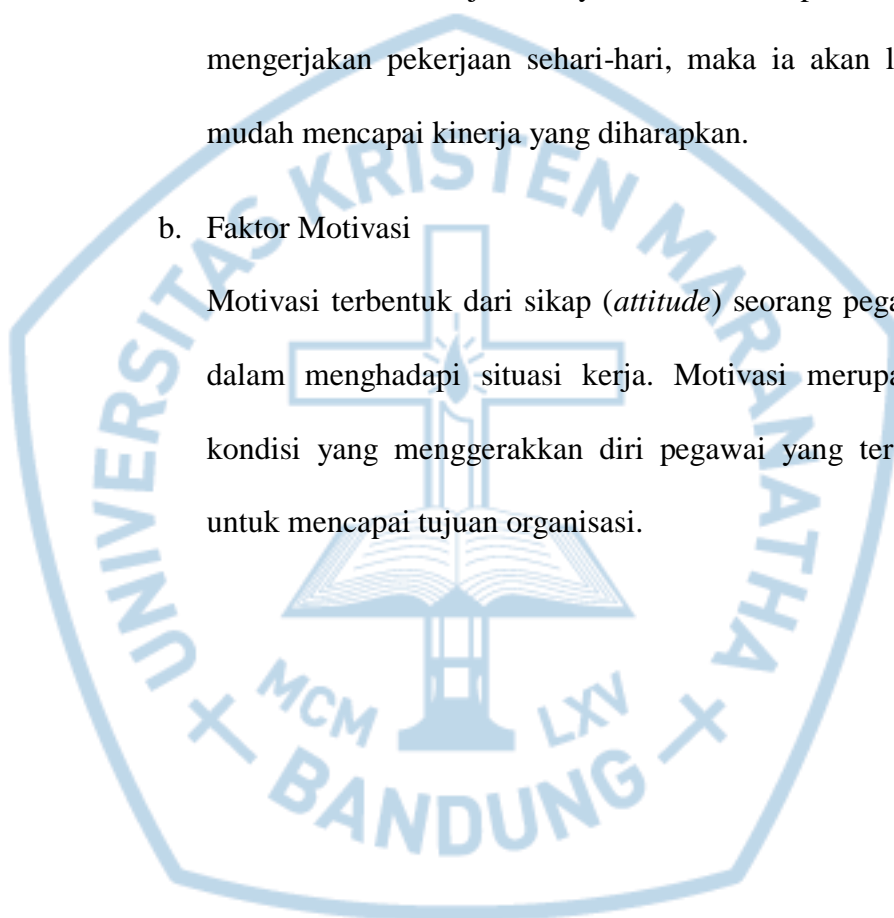 mengerjakan pekerjaan sehari-hari, maka ia akan
mudah mencapai kinerja yang diharapkan.
b. Faktor Motivasi
Motivasi terbentuk dari sikap (attitude) seorang
dalam menghadapi situasi kerja. Motivasi
kondisi yang menggerakkan diri pegawai yang
untuk mencapai tujuan organisasi.
UNIVERSITAS KRISTEN MARANATHA
MCM LXV
BANDUNG